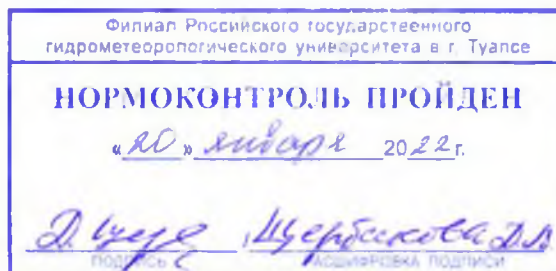 Филиал Российского государственного
гидрометеорологического университета в г. Туапсе
НОРМОКОНТРОЛЬ ПРОЙДЕН
«20» января 2022 г.
Щербакова Д.А.
ПОДПИСЬ РАСШИФРОВКА ПОДПИСИ